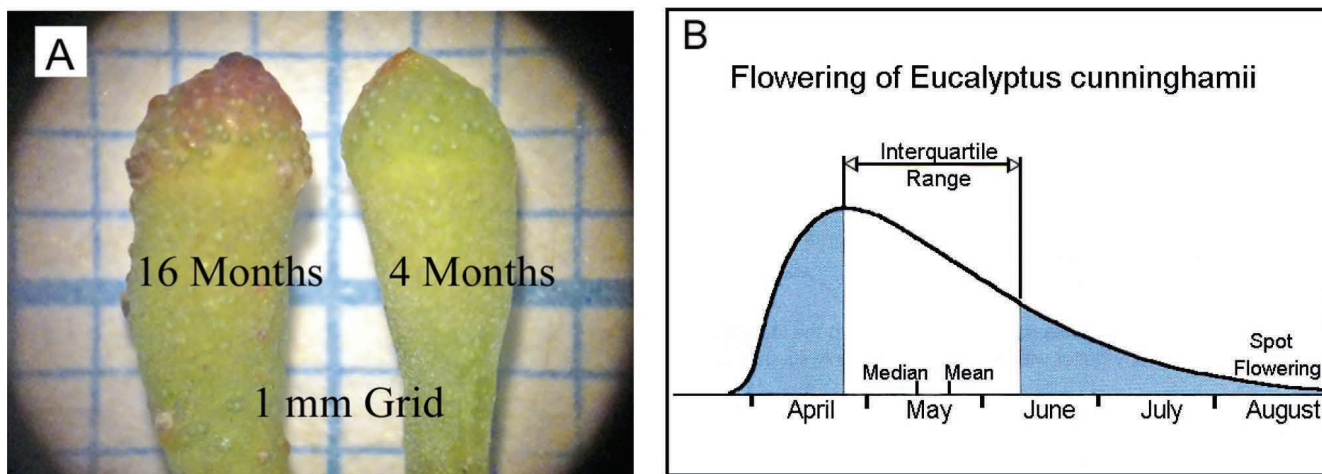 A
16 Months
4 Months
1 mm Grid
B
Flowering of Eucalyptus cunninghamii
Interquartile
Range
Median
Mean
Spot
Flowering
April
May
June
July
August